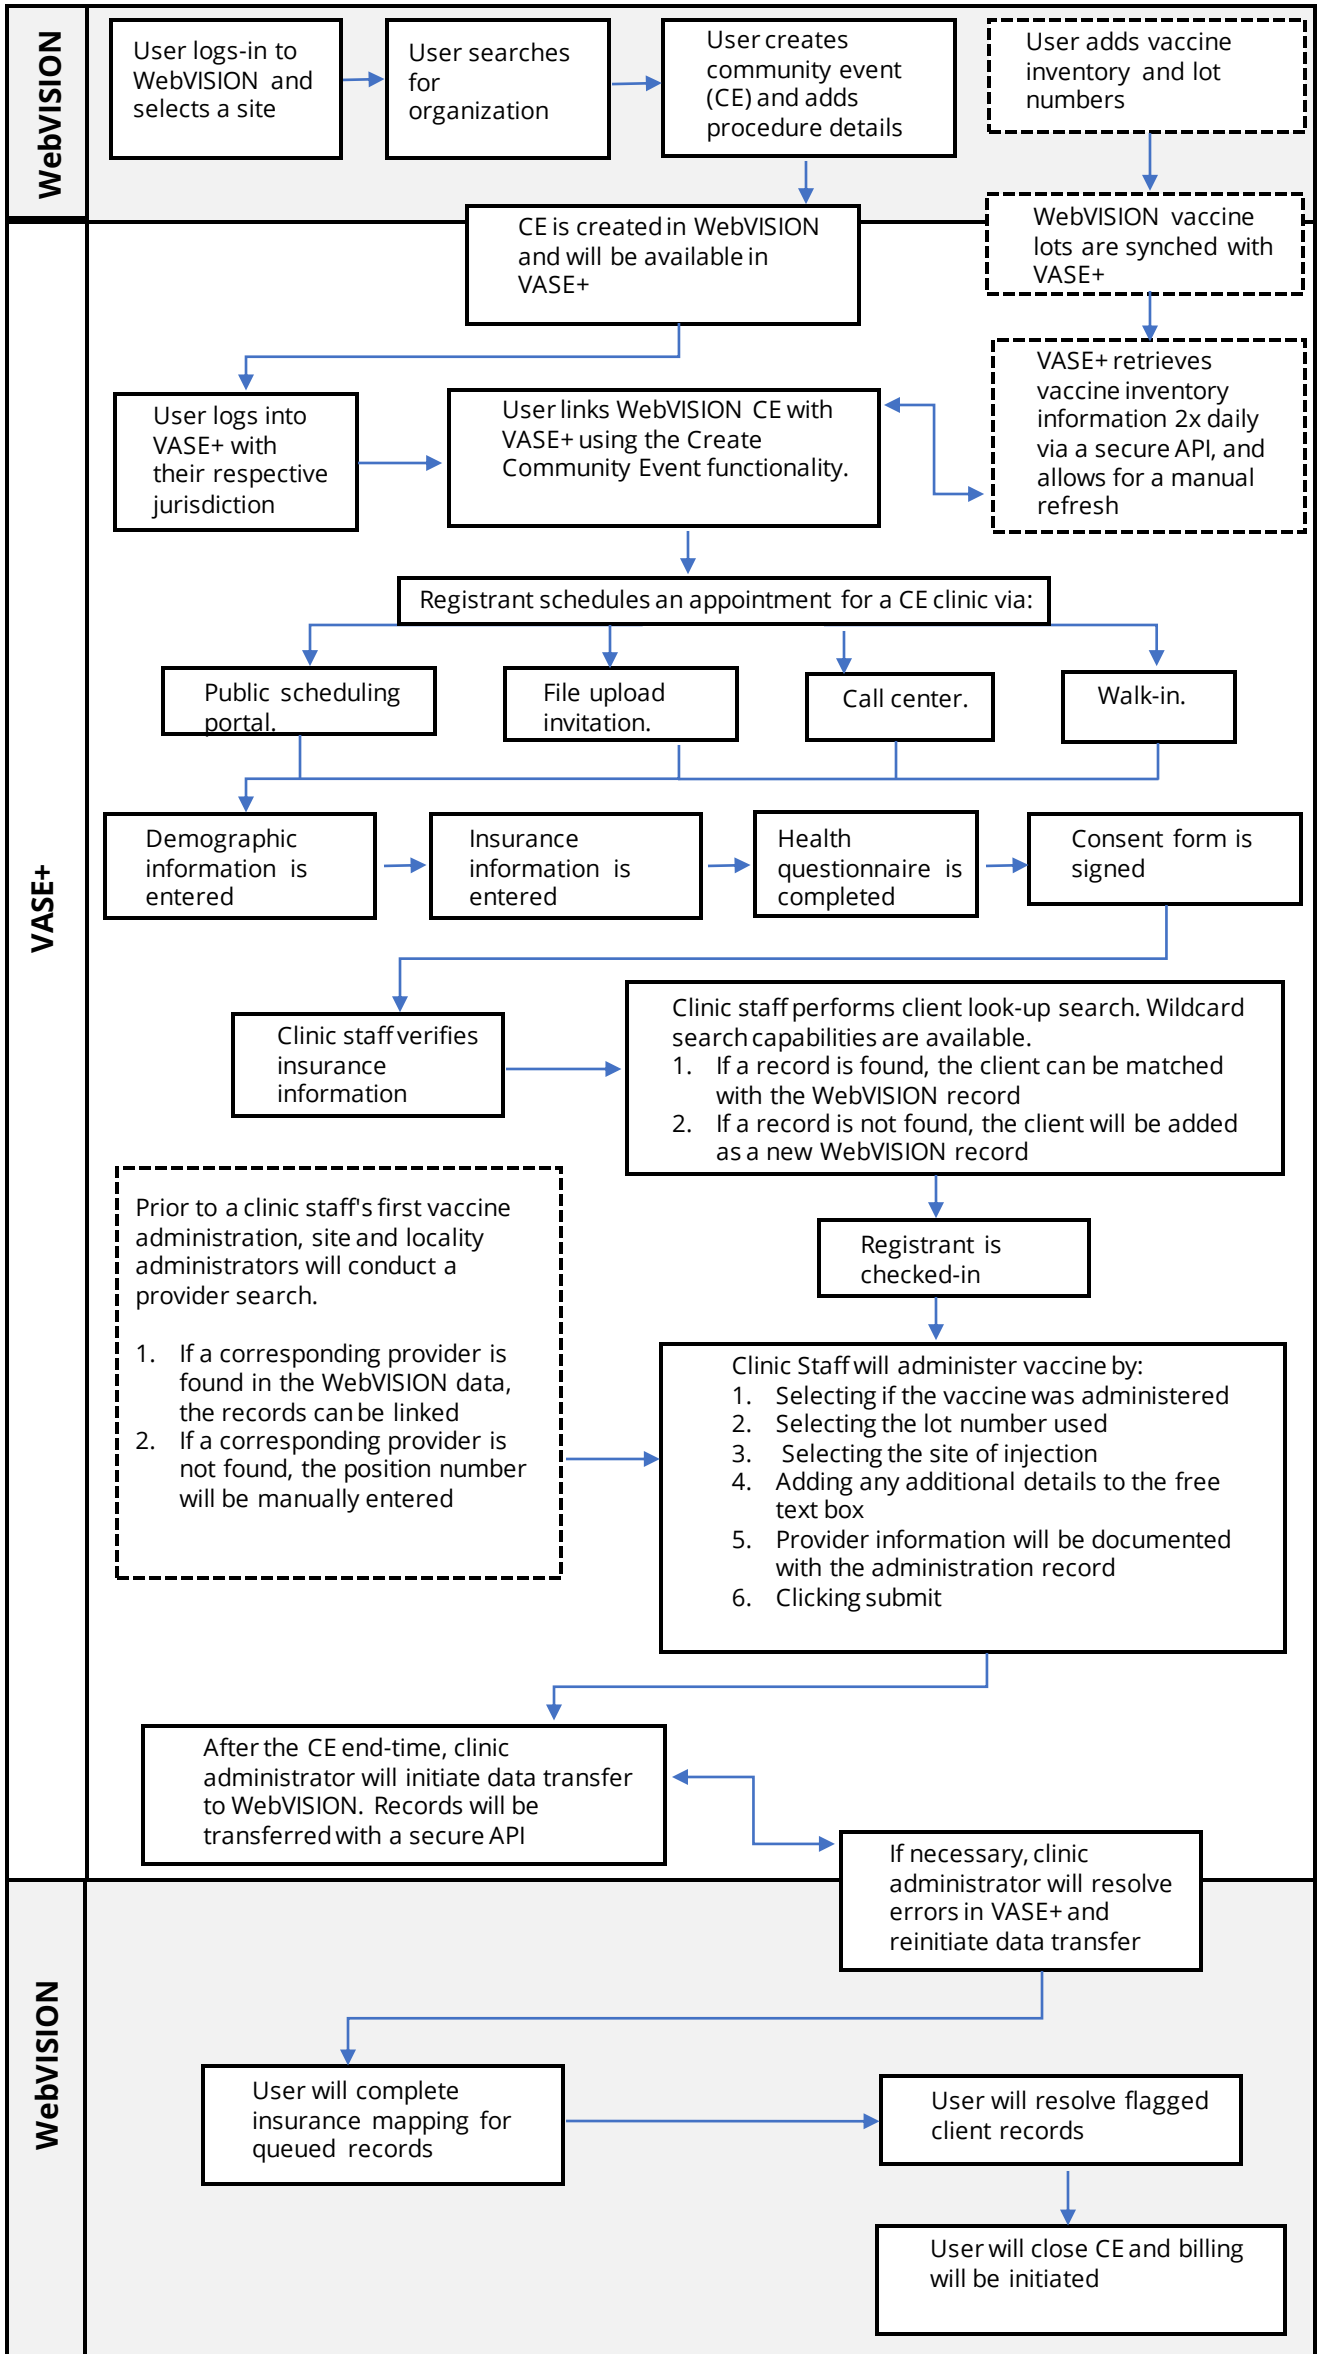 WebVISION
User logs-in to
WebVISION and
selects a site
User searches
for
organization
User creates
community event
(CE) and adds
procedure details
User adds vaccine
inventory and lot
numbers
CE is created in WebVISION
and will be available in
VASE+
WebVISION vaccine
lots are synched with
VASE+
VASE+
User logs into
VASE+ with
their respective
jurisdiction
User links WebVISION CE with
VASE+ using the Create
Community Event functionality.
VASE+ retrieves
vaccine inventory
information 2x daily
via a secure API, and
allows for a manual
refresh
Registrant schedules an appointment for a CE clinic via:
Public scheduling
portal.
File upload
invitation.
Call center.
Walk-in.
Demographic
information is
entered
Insurance
information is
entered
Health
questionnaire is
completed
Consent form is
signed
Clinic staff verifies
insurance
information
Clinic staff performs client look-up search. Wildcard
search capabilities are available.
1. If a record is found, the client can be matched
with the WebVISION record
2. If a record is not found, the client will be added
as a new WebVISION record
Registrant is
checked-in
Prior to a clinic staff's first vaccine
administration, site and locality
administrators will conduct a
provider search.
1. If a corresponding provider is
found in the WebVISION data,
the records can be linked
2. If a corresponding provider is
not found, the position number
will be manually entered
Clinic Staff will administer vaccine by:
1. Selecting if the vaccine was administered
2. Selecting the lot number used
3. Selecting the site of injection
4. Adding any additional details to the free
text box
5. Provider information will be documented
with the administration record
6. Clicking submit
After the CE end-time, clinic
administrator will initiate data transfer
to WebVISION. Records will be
transferred with a secure API
If necessary, clinic
administrator will resolve
errors in VASE+ and
reinitiate data transfer
WebVISION
User will complete
insurance mapping for
queued records
User will resolve flagged
client records
User will close CE and billing
will be initiated